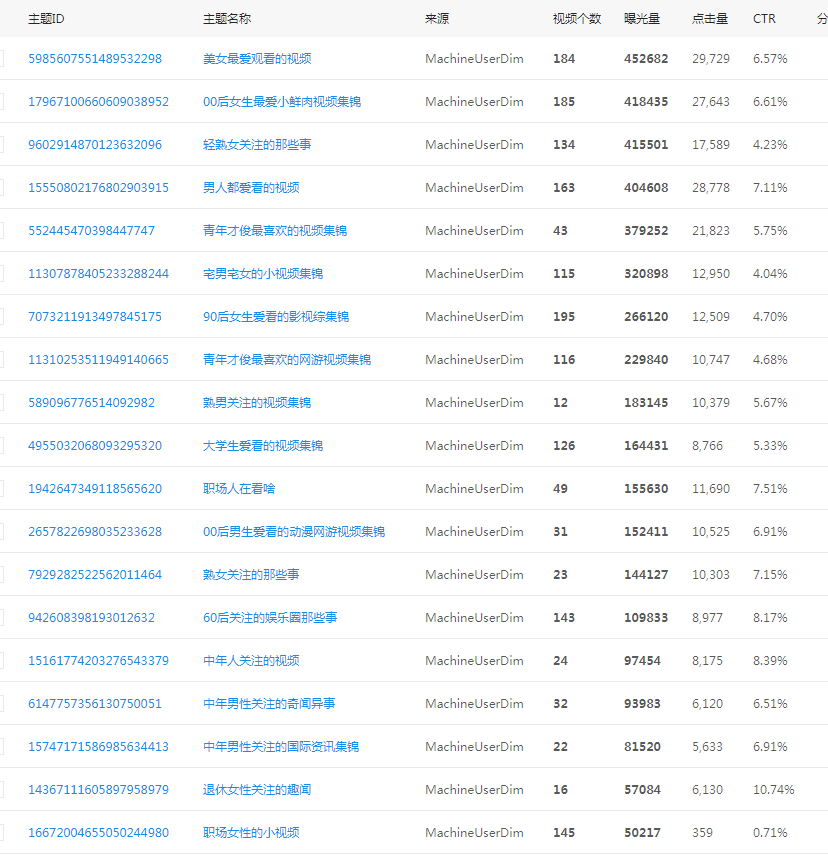 主题ID 主题名称 来源 视频个数 曝光量 点击量 CTR 分
5985607551489532298 美女最爱观看的视频 MachineUserDim 184 452682 29,729 6.57%
17967100660609038952 00后女生最爱小鲜肉视频集锦 MachineUserDim 185 418435 27,643 6.61%
9602914870123632096 轻熟女关注的那些事 MachineUserDim 134 415501 17,589 4.23%
15550802176802903915 男人都爱看的视频 MachineUserDim 163 404608 28,778 7.11%
552445470398447747 青年才俊最喜欢的视频集锦 MachineUserDim 43 379252 21,823 5.75%
11307878405233288244 宅男宅女的小视频集锦 MachineUserDim 115 320898 12,950 4.04%
7073211913497845175 90后女生爱看的影视综集锦 MachineUserDim 195 266120 12,509 4.70%
11310253511949140665 青年才俊最喜欢的网游视频集锦 MachineUserDim 116 229840 10,747 4.68%
589096776514092982 熟男关注的视频集锦 MachineUserDim 12 183145 10,379 5.67%
4955032068093295320 大学生爱看的视频集锦 MachineUserDim 126 164431 8,766 5.33%
1942647349118565620 职场人在看啥 MachineUserDim 49 155630 11,690 7.51%
2657822698035233628 00后男生爱看的动漫网游视频集锦 MachineUserDim 31 152411 10,525 6.91%
7929282522562011464 熟女关注的那些事 MachineUserDim 23 144127 10,303 7.15%
942608398193012632 60后关注的娱乐圈那些事 MachineUserDim 143 109833 8,977 8.17%
15161774203276543379 中年人关注的视频 MachineUserDim 24 97454 8,175 8.39%
6147757356130750051 中年男性关注的奇闻异事 MachineUserDim 32 93983 6,120 6.51%
15747171586985634413 中年男性关注的国际资讯集锦 MachineUserDim 22 81520 5,633 6.91%
14367111605897958979 退休女性关注的趣闻 MachineUserDim 16 57084 6,130 10.74%
16672004655050244980 职场女性的小视频 MachineUserDim 145 50217 359 0.71%